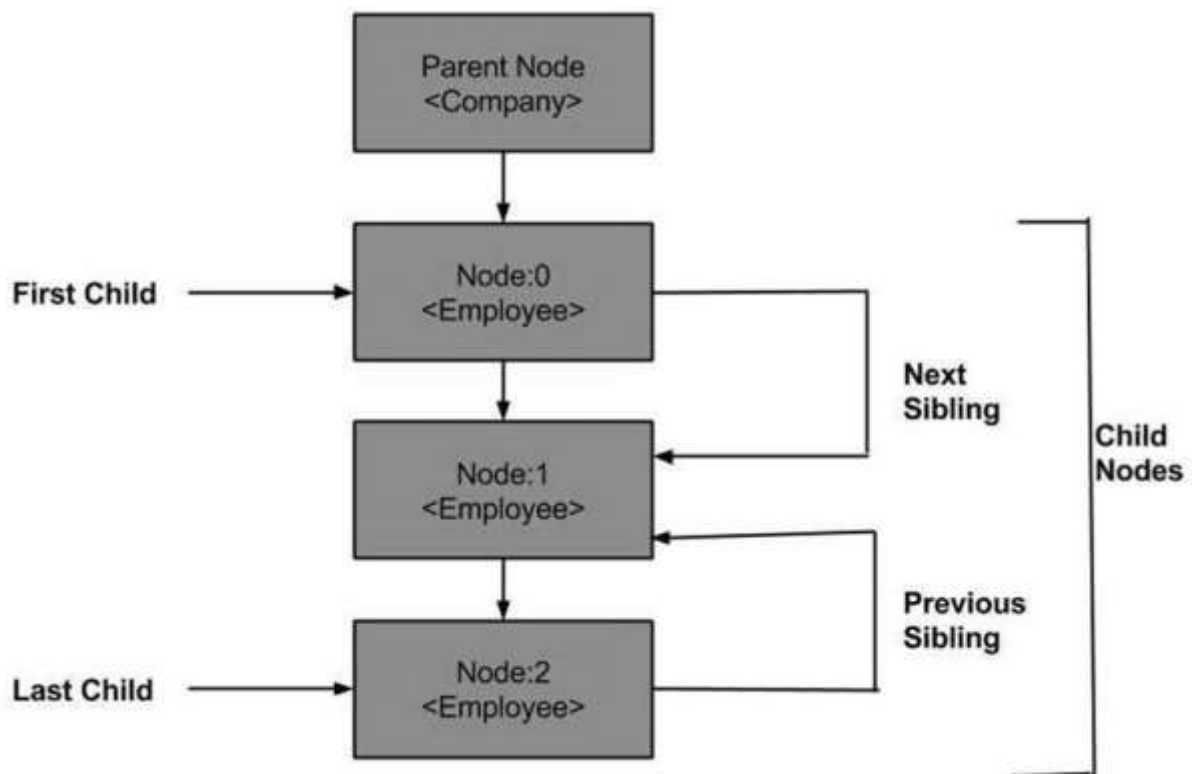 Parent Node
<Company>
First Child
Node:0
<Employee>
Next
Sibling
Node:1
<Employee>
Child
Nodes
Previous
Sibling
Last Child
Node:2
<Employee>